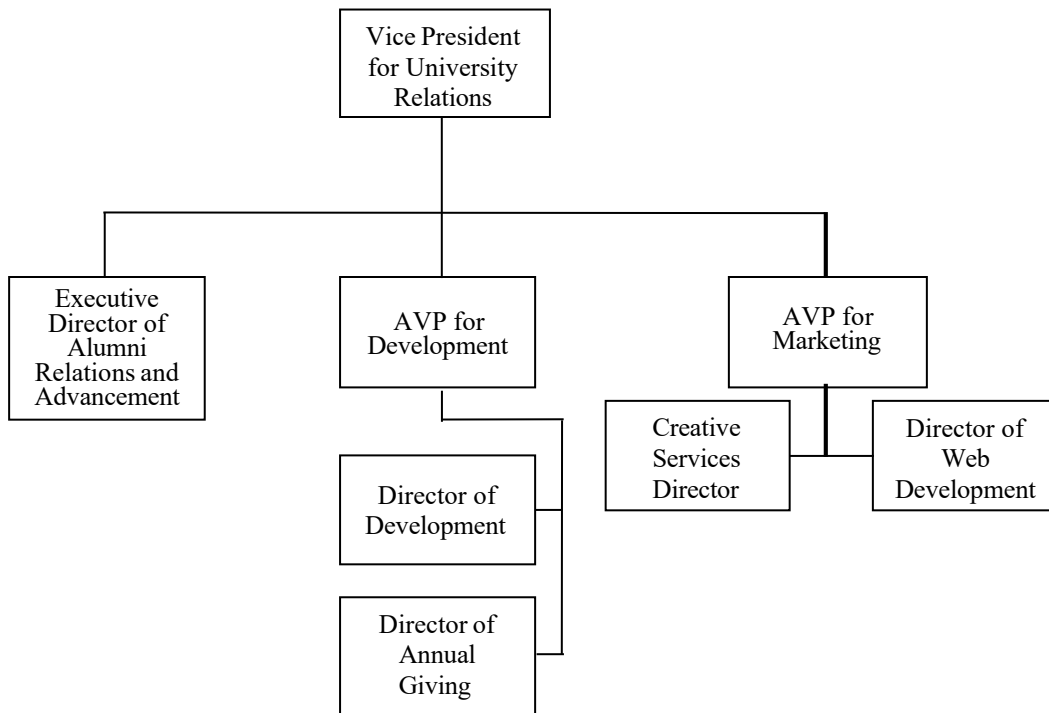 Vice President
for University
Relations
Executive
Director of
Alumni
Relations and
Advancement
AVP for
Development
AVP for
Marketing
Creative
Services
Director
Director of
Web
Development
Director of
Development
Director of
Annual
Giving